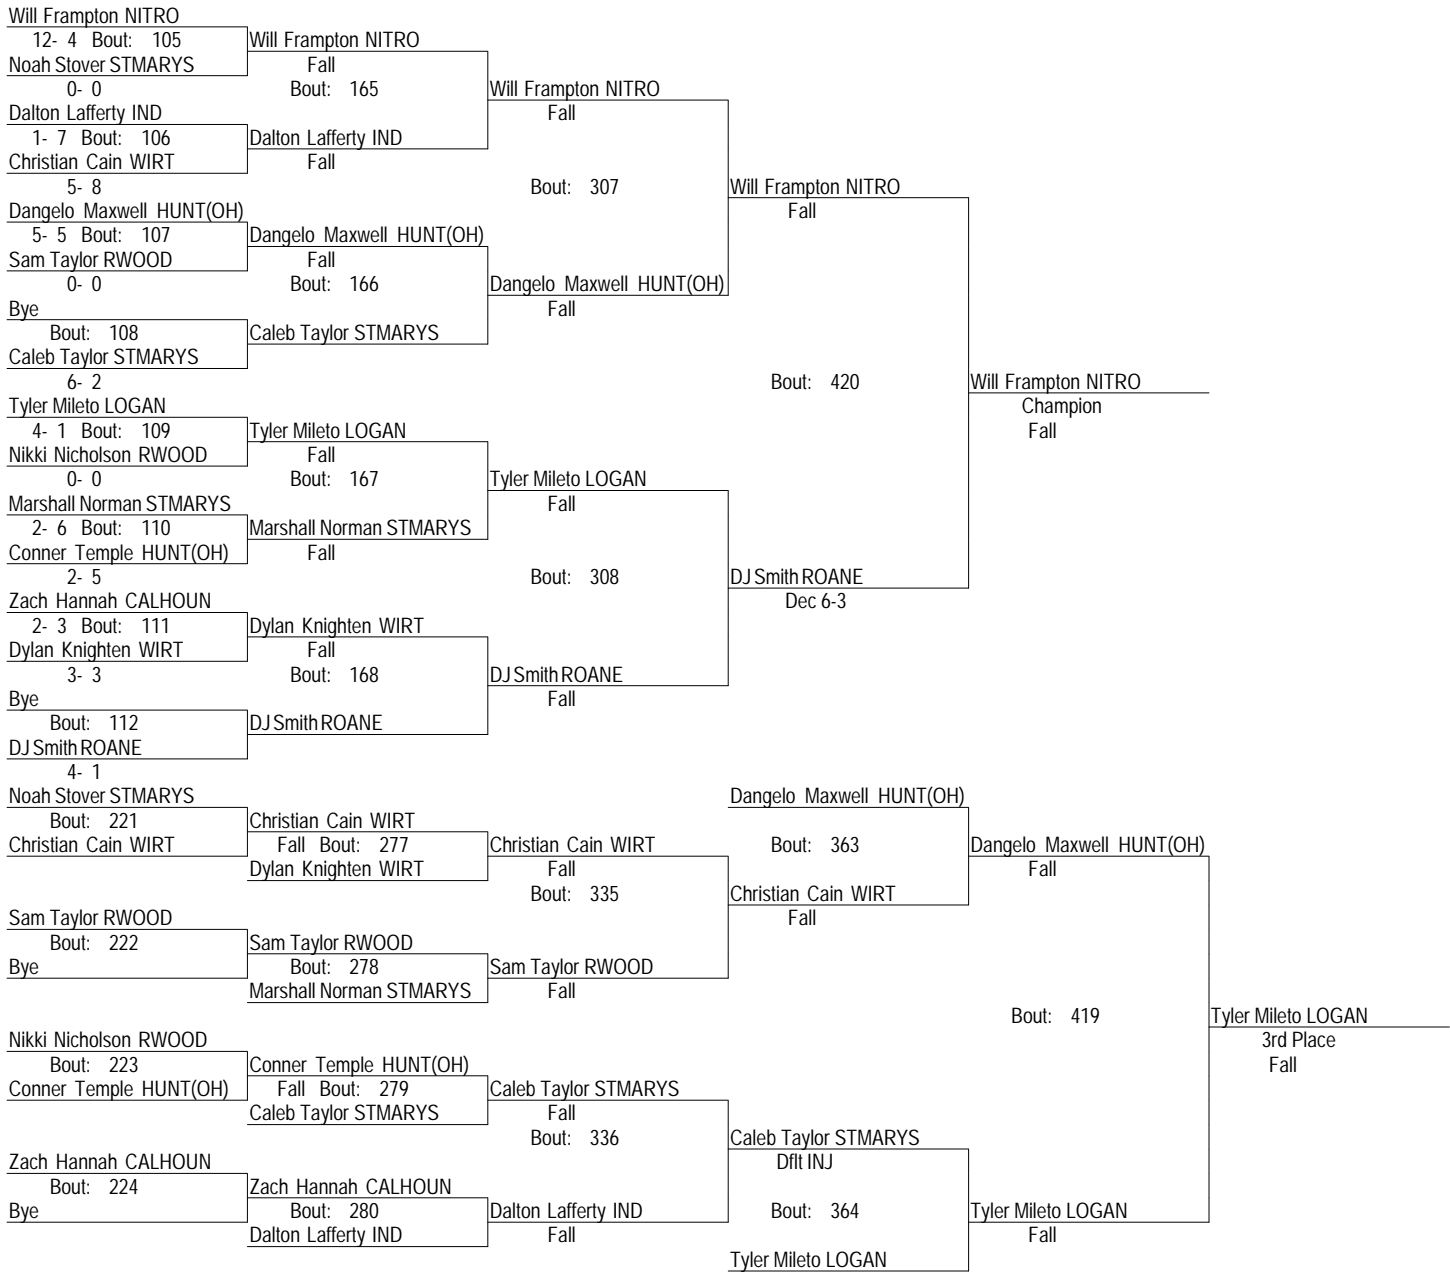 Will Frampton NITRO
12- 4 Bout: 105
Will Frampton NITRO
Noah Stover STMARYS
Fall
0- 0
Bout: 165
Will Frampton NITRO
Dalton Lafferty IND
Fall
1- 7 Bout: 106
Dalton Lafferty IND
Christian Cain WIRT
Fall
5- 8
Bout: 307
Will Frampton NITRO
Dangelo Maxwell HUNT(OH)
Fall
5- 5 Bout: 107
Dangelo Maxwell HUNT(OH)
Sam Taylor RWOOD
Fall
0- 0
Bout: 166
Dangelo Maxwell HUNT(OH)
Bye
Fall
Bout: 108
Caleb Taylor STMARYS
Caleb Taylor STMARYS
6- 2
Bout: 420
Will Frampton NITRO
Tyler Mileto LOGAN
Champion
4- 1 Bout: 109
Tyler Mileto LOGAN
Fall
Nikki Nicholson RWOOD
Fall
0- 0
Bout: 167
Tyler Mileto LOGAN
Marshall Norman STMARYS
Fall
2- 6 Bout: 110
Marshall Norman STMARYS
Conner Temple HUNT(OH)
Fall
2- 5
Bout: 308
DJ Smith ROANE
Zach Hannah CALHOUN
Dec 6-3
2- 3 Bout: 111
Dylan Knighten WIRT
Dylan Knighten WIRT
Fall
3- 3
Bout: 168
DJ Smith ROANE
Bye
Fall
Bout: 112
DJ Smith ROANE
DJ Smith ROANE
4- 1
Noah Stover STMARYS
Dangelo Maxwell HUNT(OH)
Bout: 221
Christian Cain WIRT
Christian Cain WIRT
Fall Bout: 277
Christian Cain WIRT
Bout: 363
Dangelo Maxwell HUNT(OH)
Dylan Knighten WIRT
Fall
Fall
Bout: 335
Christian Cain WIRT
Sam Taylor RWOOD
Fall
Bout: 222
Sam Taylor RWOOD
Bye
Bout: 278
Sam Taylor RWOOD
Marshall Norman STMARYS
Fall
Bout: 419
Tyler Mileto LOGAN
Nikki Nicholson RWOOD
3rd Place
Bout: 223
Conner Temple HUNT(OH)
Fall
Conner Temple HUNT(OH)
Fall Bout: 279
Caleb Taylor STMARYS
Caleb Taylor STMARYS
Fall
Bout: 336
Caleb Taylor STMARYS
Zach Hannah CALHOUN
Dflt INJ
Bout: 224
Zach Hannah CALHOUN
Bye
Bout: 280
Dalton Lafferty IND
Bout: 364
Tyler Mileto LOGAN
Dalton Lafferty IND
Fall
Fall
Tyler Mileto LOGAN